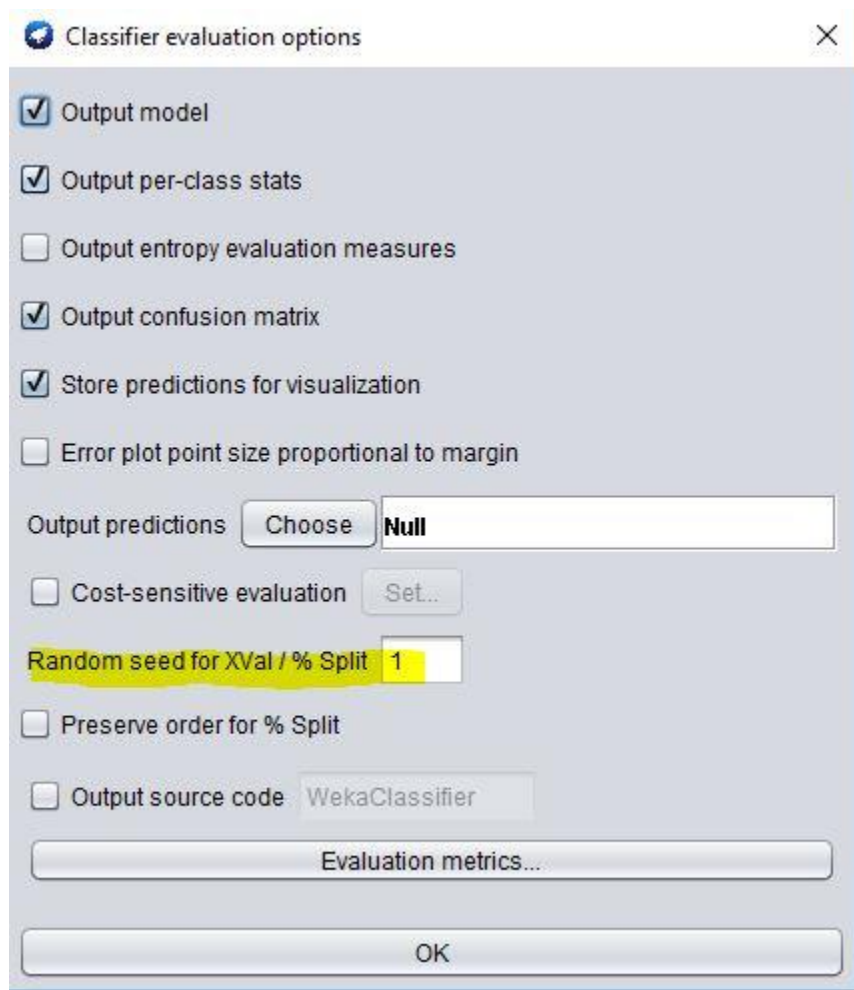 Classifier evaluation options
Output model
Output per-class stats
Output entropy evaluation measures
Output confusion matrix
Store predictions for visualization
Error plot point size proportional to margin
Output predictions Choose Null
Cost-sensitive evaluation Set...
Random seed for XVal / % Split 1
Preserve order for % Split
Output source code WekaClassifier
Evaluation metrics...
OK